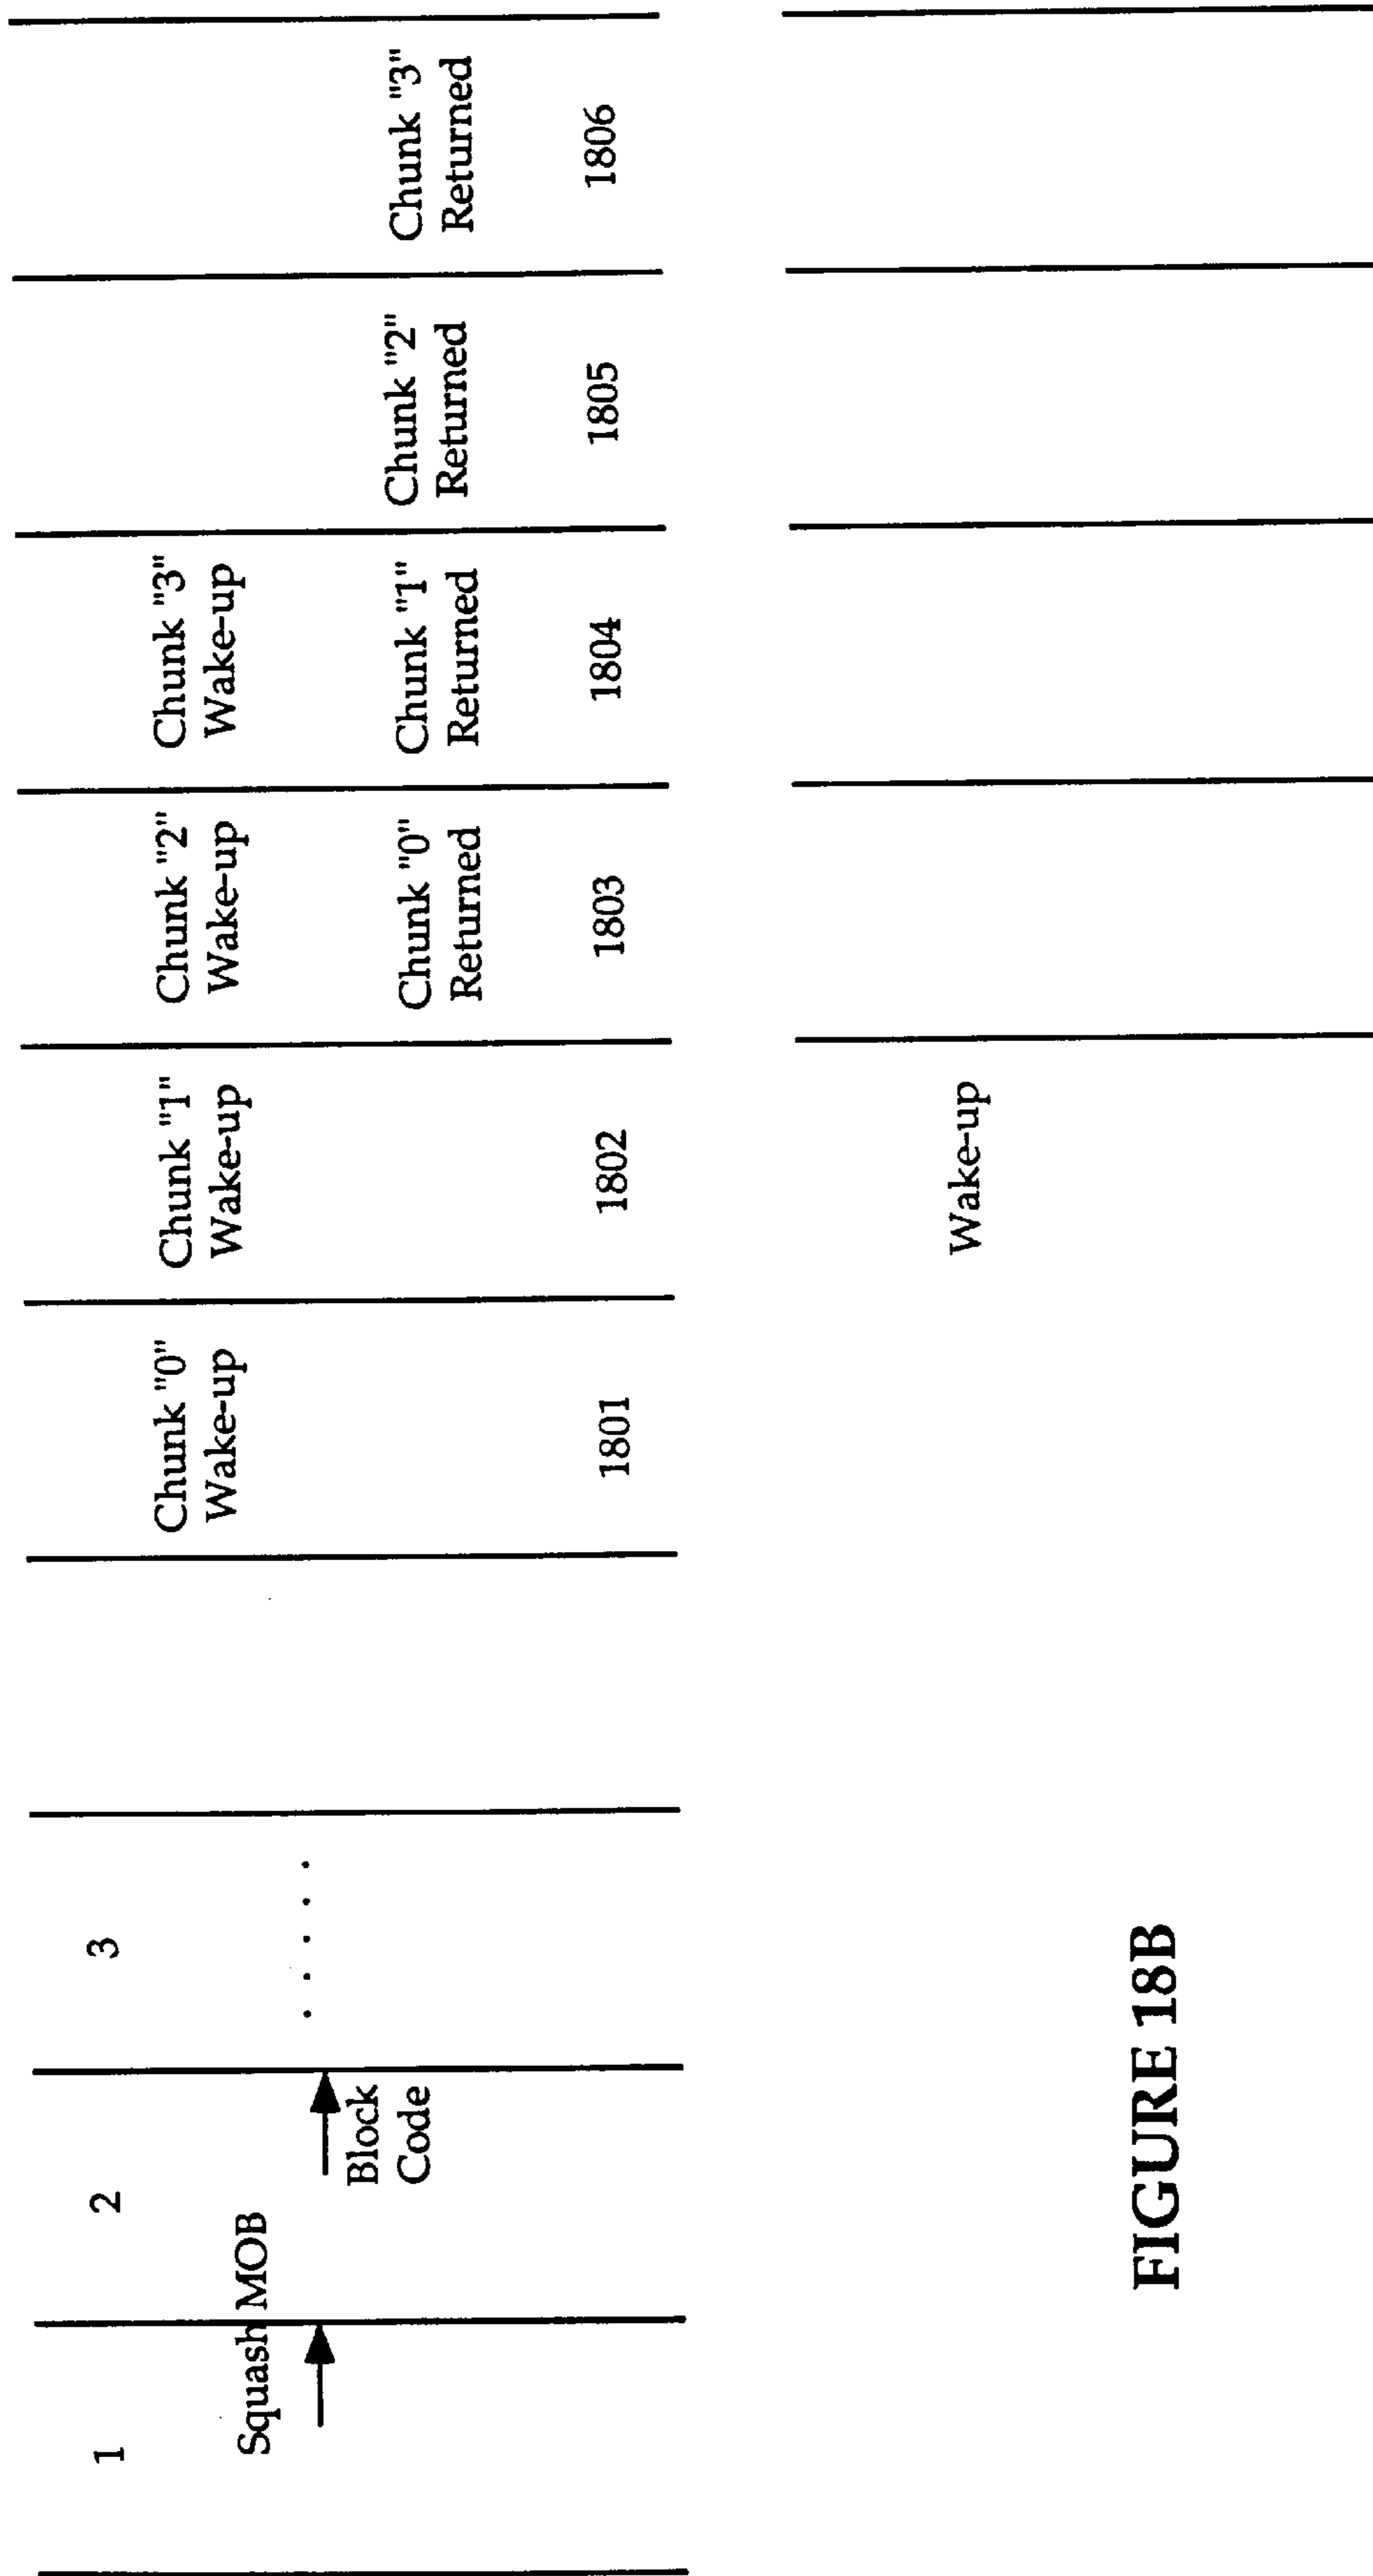 1
2
3
Squash MOB
Block
Code
. . . . .
Chunk "0"
Wake-up
Chunk "1"
Wake-up
Chunk "2"
Wake-up
Chunk "3"
Wake-up
Chunk "0"
Returned
Chunk "1"
Returned
Chunk "2"
Returned
Chunk "3"
Returned
1801
1802
1803
1804
1805
1806
Wake-up
FIGURE 18B